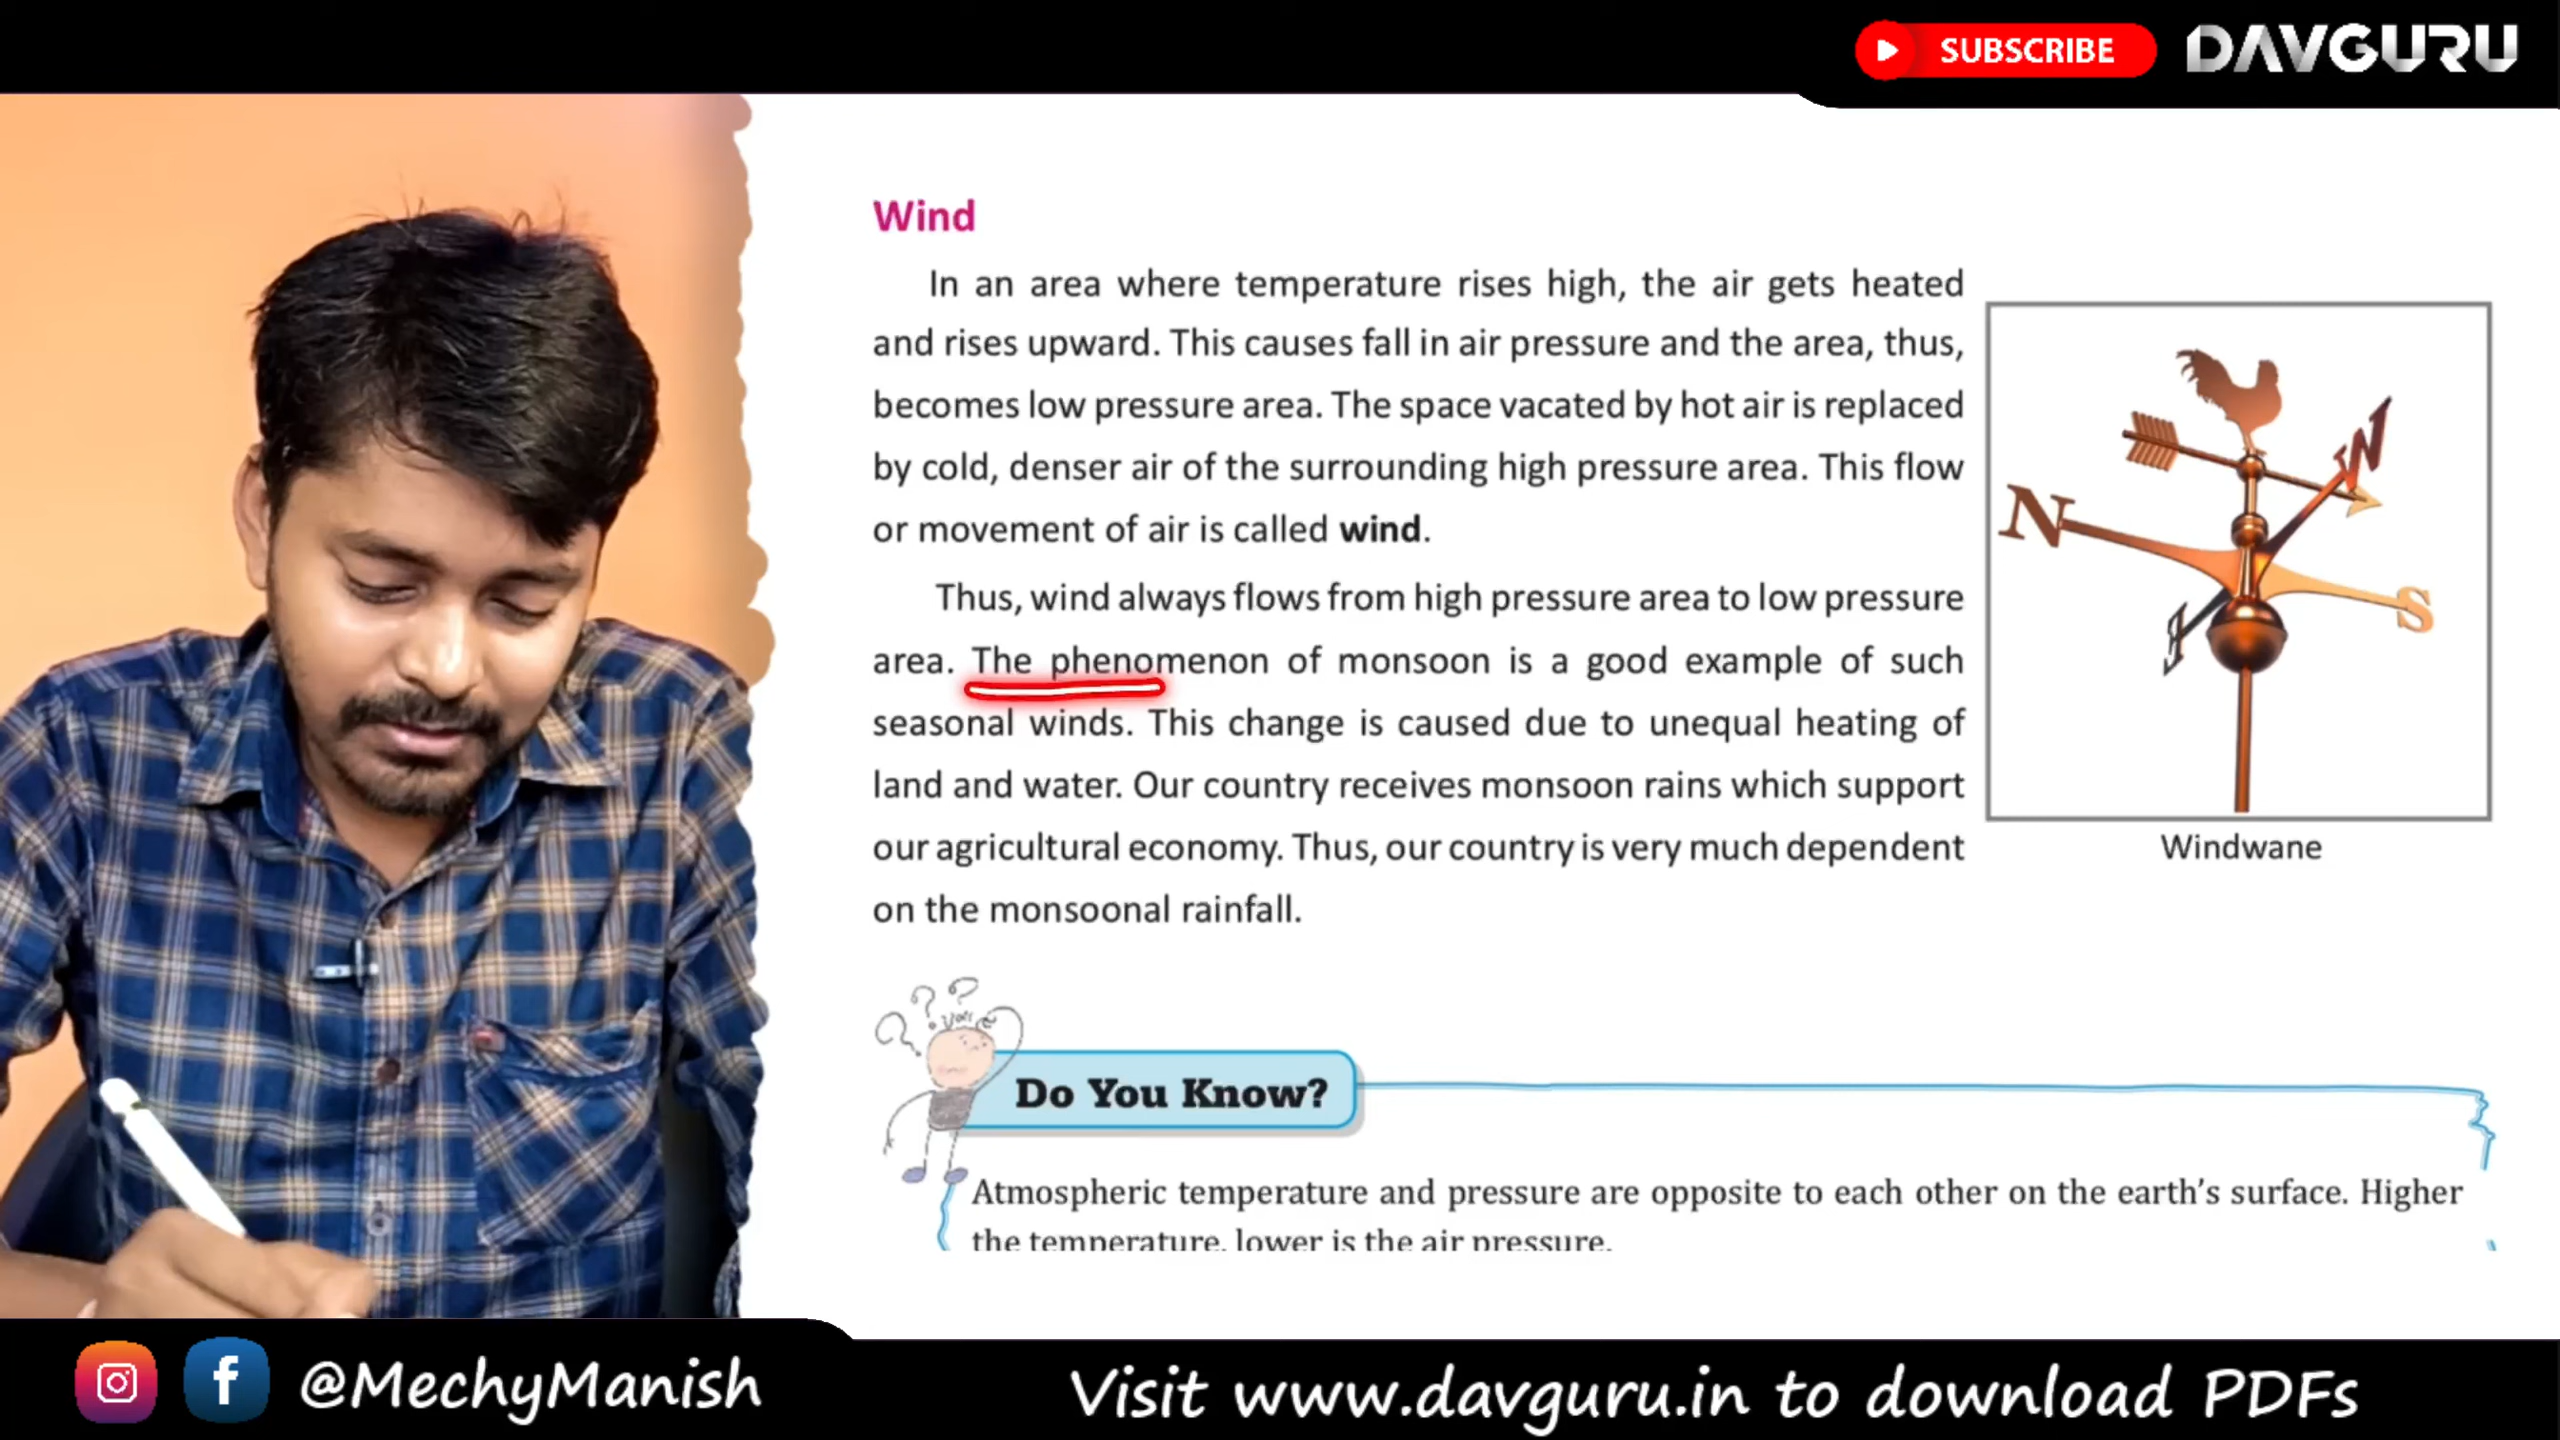 SUBSCRIBE DAVGURU
Wind
In an area where temperature rises high, the air gets heated
and rises upward. This causes fall in air pressure and the area, thus,
becomes low pressure area. The space vacated by hot air is replaced
by cold, denser air of the surrounding high pressure area. This flow
or movement of air is called wind.
Thus, wind always flows from high pressure area to low pressure
area. The phenomenon of monsoon is a good example of such
seasonal winds. This change is caused due to unequal heating of
land and water. Our country receives monsoon rains which support
our agricultural economy. Thus, our country is very much dependent
on the monsoonal rainfall.
N
W
S
E
Windwane
Do You Know?
Atmospheric temperature and pressure are opposite to each other on the earth's surface. Higher
the temperature, lower is the air pressure.
@MechyManish
Visit www.davguru.in to download PDFs